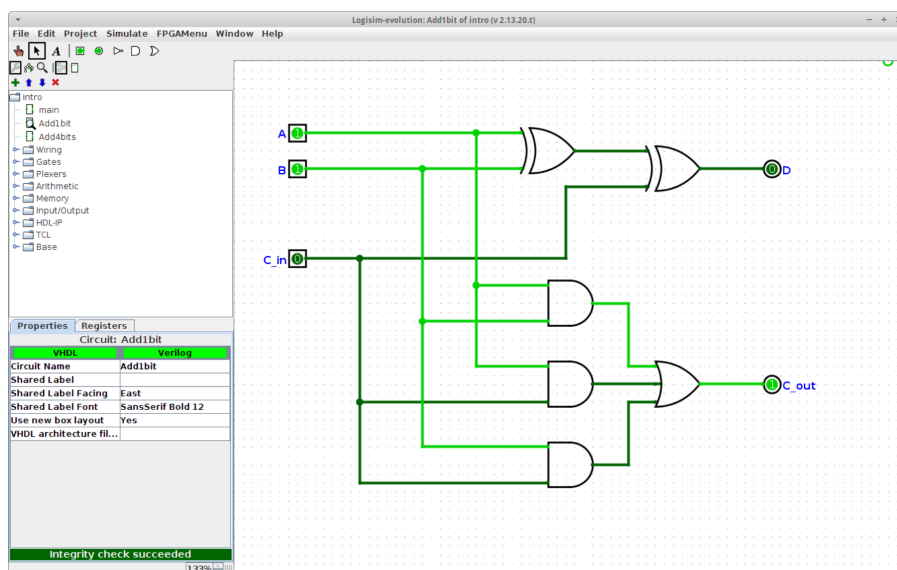 Logisim-evolution: Add1bit of intro (v 2.13.20.t)
File Edit Project Simulate FPGAMenu Window Help
A
intro
main
Add1bit
Add4bits
Wiring
Gates
Plexers
Arithmetic
Memory
Input/Output
HDL-IP
TCL
Base
Properties Registers
Circuit: Add1bit
VHDL Verilog
Circuit Name Add1bit
Shared Label
Shared Label Facing East
Shared Label Font SansSerif Bold 12
Use new box layout Yes
VHDL architecture fil...
Integrity check succeeded
133%
A 1
B 1
0 D
C_in 0
1 C_out